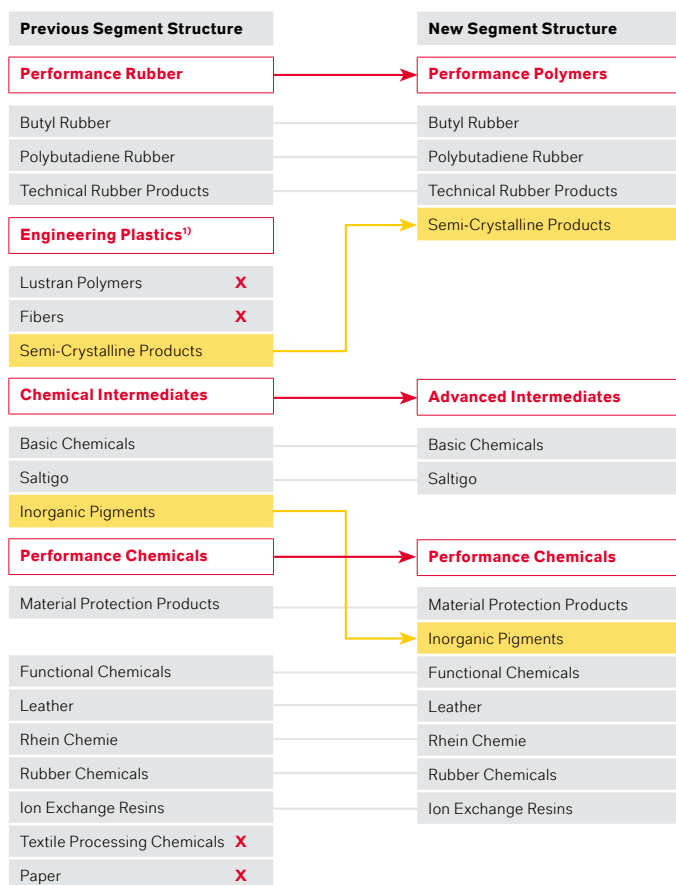 Previous Segment Structure
New Segment Structure
Performance Rubber
Performance Polymers
Butyl Rubber
Butyl Rubber
Polybutadiene Rubber
Polybutadiene Rubber
Technical Rubber Products
Technical Rubber Products
Engineering Plastics¹⁾
Semi-Crystalline Products
Lustran Polymers X
Fibers X
Semi-Crystalline Products
Chemical Intermediates
Advanced Intermediates
Basic Chemicals
Basic Chemicals
Saltigo
Saltigo
Inorganic Pigments
Performance Chemicals
Performance Chemicals
Material Protection Products
Material Protection Products
Inorganic Pigments
Functional Chemicals
Functional Chemicals
Leather
Leather
Rhein Chemie
Rhein Chemie
Rubber Chemicals
Rubber Chemicals
Ion Exchange Resins
Ion Exchange Resins
Textile Processing Chemicals X
Paper X